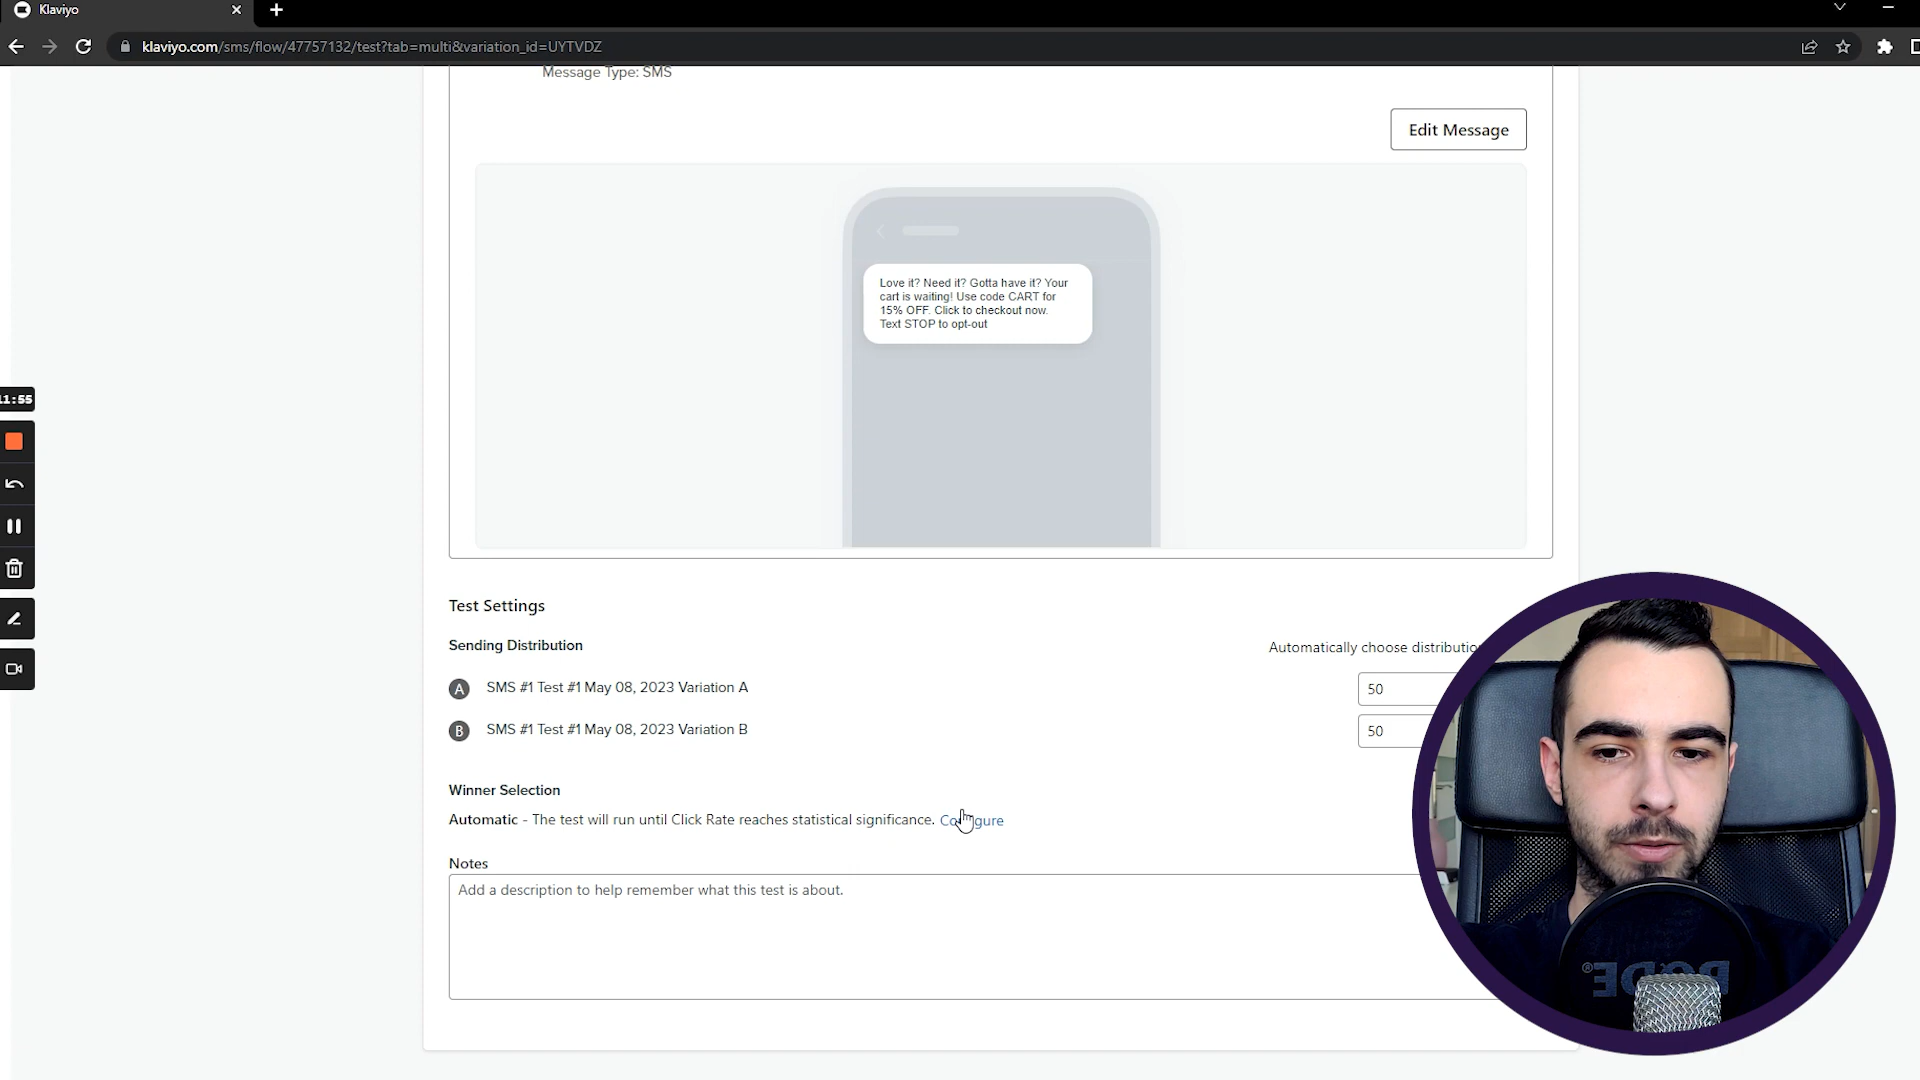 Klaviyo
klaviyo.com/sms/flow/47757132/test?tab=multi&variation_id=UYTVDZ
Message Type: SMS
Edit Message
Love it? Need it? Gotta have it? Your
cart is waiting! Use code CART for
15% OFF. Click to checkout now.
Text STOP to opt-out
11:55
Test Settings
Sending Distribution
Automatically choose
A SMS #1 Test #1 May 08, 2023 Variation A
50
B SMS #1 Test #1 May 08, 2023 Variation B
50
Winner Selection
Automatic - The test will run until Click Rate reaches statistical significance.
Notes
Add a description to help remember what this test is about.
RODE®